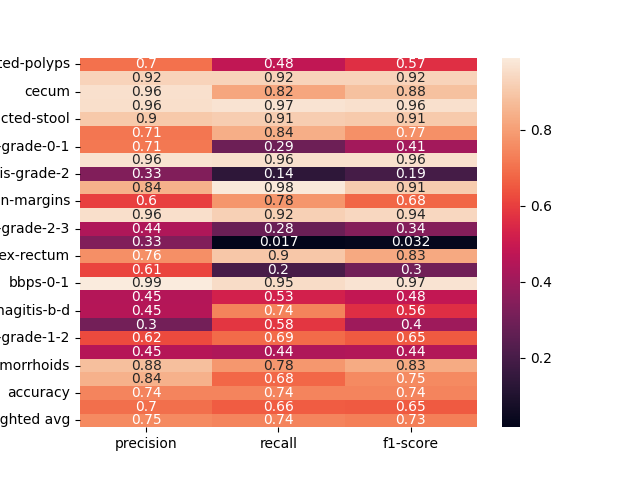 ted-polyps 0.7 0.48 0.57
0.92 0.92 0.92
cecum 0.96 0.82 0.88
0.96 0.97 0.96
cted-stool 0.9 0.91 0.91
0.71 0.84 0.77
-grade-0-1 0.71 0.29 0.41
0.96 0.96 0.96
is-grade-2 0.33 0.14 0.19
0.84 0.98 0.91
n-margins 0.6 0.78 0.68
0.96 0.92 0.94
-grade-2-3 0.44 0.28 0.34
0.33 0.017 0.032
ex-rectum 0.76 0.9 0.83
0.61 0.2 0.3
bbps-0-1 0.99 0.95 0.97
0.45 0.53 0.48
nagitis-b-d 0.45 0.74 0.56
0.3 0.58 0.4
-grade-1-2 0.62 0.69 0.65
0.45 0.44 0.44
morrhoids 0.88 0.78 0.83
0.84 0.68 0.75
accuracy 0.74 0.74 0.74
0.7 0.66 0.65
ghted avg 0.75 0.74 0.73
precision recall f1-score
0.8
0.6
0.4
0.2